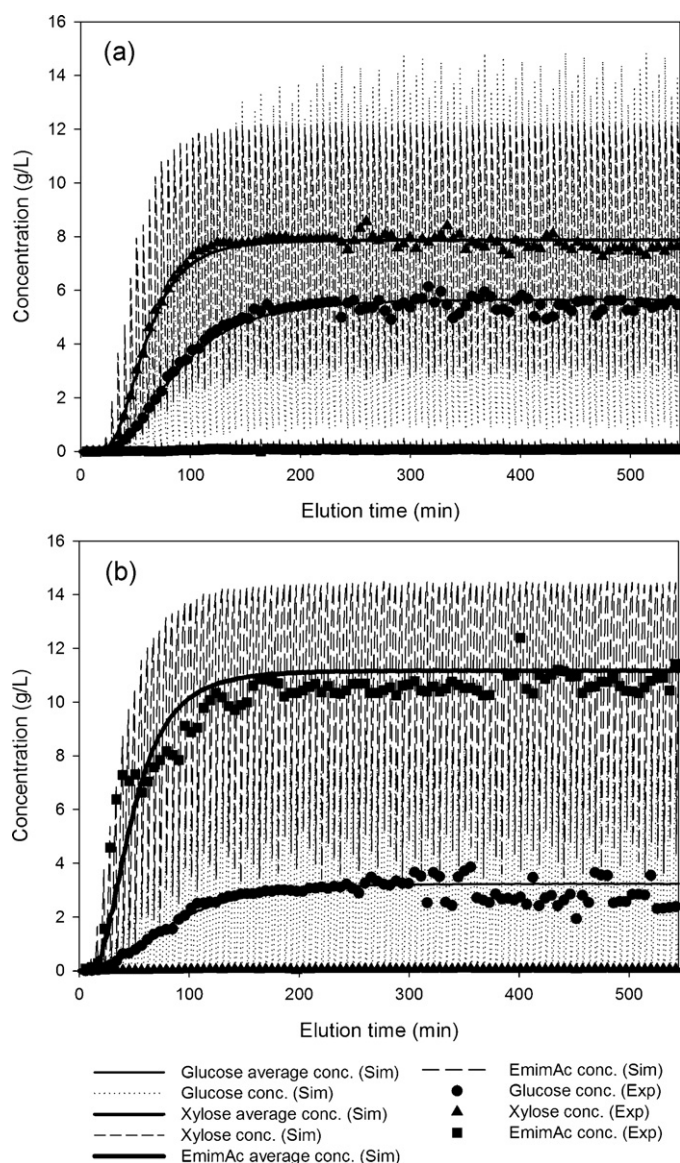 16
(a)
14
12
10
8
6
4
2
0
Concentration (g/L)
0 100 200 300 400 500
Elution time (min)
16
(b)
14
12
10
8
6
4
2
0
Concentration (g/L)
0 100 200 300 400 500
Elution time (min)
Glucose average conc. (Sim)
Glucose conc. (Sim)
Xylose average conc. (Sim)
Xylose conc. (Sim)
EmimAc average conc. (Sim)
EmimAc conc. (Sim)
Glucose conc. (Exp)
Xylose conc. (Exp)
EmimAc conc. (Exp)